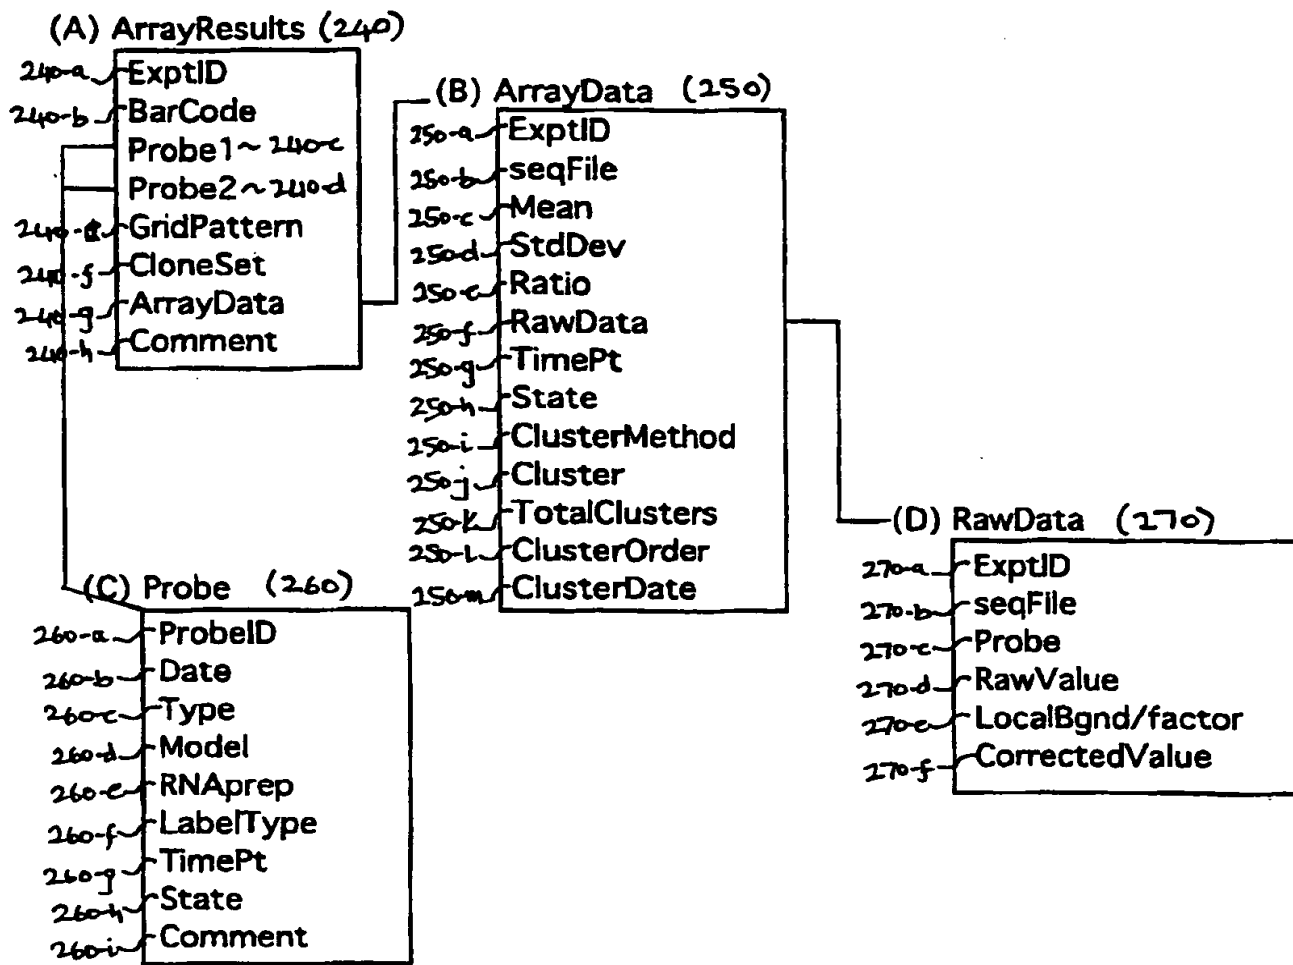 (A) ArrayResults (240)
240-a ExptID
240-b BarCode
Probe1 ~ 240-c
Probe2 ~ 240-d
240-e GridPattern
240-f CloneSet
240-g ArrayData
240-h Comment
(B) ArrayData (250)
250-a ExptID
250-b seqFile
250-c Mean
250-d StdDev
250-e Ratio
250-f RawData
250-g TimePt
250-h State
250-i ClusterMethod
250-j Cluster
250-k TotalClusters
250-l ClusterOrder
250-m ClusterDate
(C) Probe (260)
260-a ProbeID
260-b Date
260-c Type
260-d Model
260-e RNAprep
260-f LabelType
260-g TimePt
260-h State
260-i Comment
(D) RawData (270)
270-a ExptID
270-b seqFile
270-c Probe
270-d RawValue
270-e LocalBgnd/factor
270-f CorrectedValue